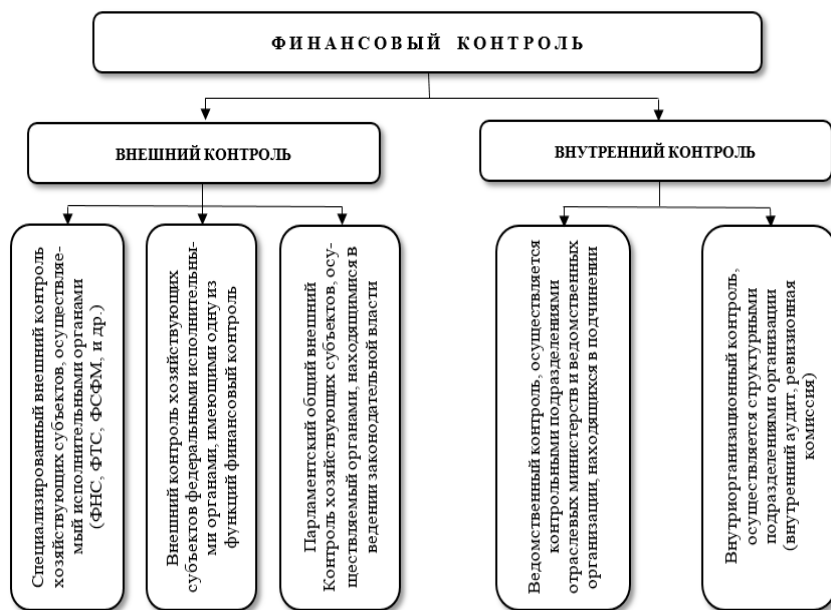 ФИНАНСОВЫЙ КОНТРОЛЬ
ВНЕШНИЙ КОНТРОЛЬ
ВНУТРЕННИЙ КОНТРОЛЬ
Специализированный внешний контроль
хозяйствующих субъектов, осуществляе-
мый исполнительными органами
(ФНС, ФТС, ФСФМ, и др.)
Внешний контроль хозяйствующих
субъектов федеральными исполнительны-
ми органами, имеющими одну из
функций финансовый контроль
Парламентский общий внешний
Контроль хозяйствующих субъектов, осу-
ществляемый органами, находящимися в
ведении законодательной власти
Ведомственный контроль, осуществляется
контрольными подразделениями
отраслевых министерств и ведомственных
организации, находящихся в подчинении
Внутриорганизационный контроль,
осуществляется структурными
подразделениями организации
(внутренний аудит, ревизионная
комиссия)